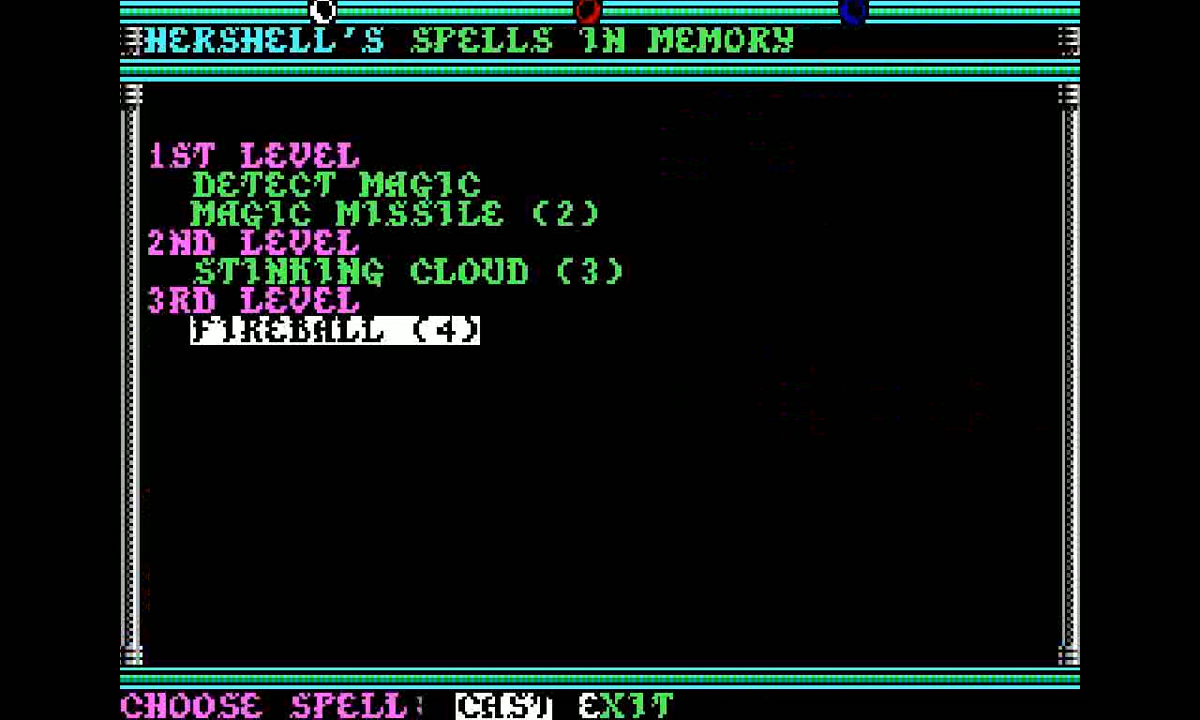 HERSHELL'S SPELLS IN MEMORY
1ST LEVEL
DETECT MAGIC
MAGIC MISSILE (2)
2ND LEVEL
STINKING CLOUD (3)
3RD LEVEL
FIREBALL (4)
CHOOSE SPELL: CAST EXIT